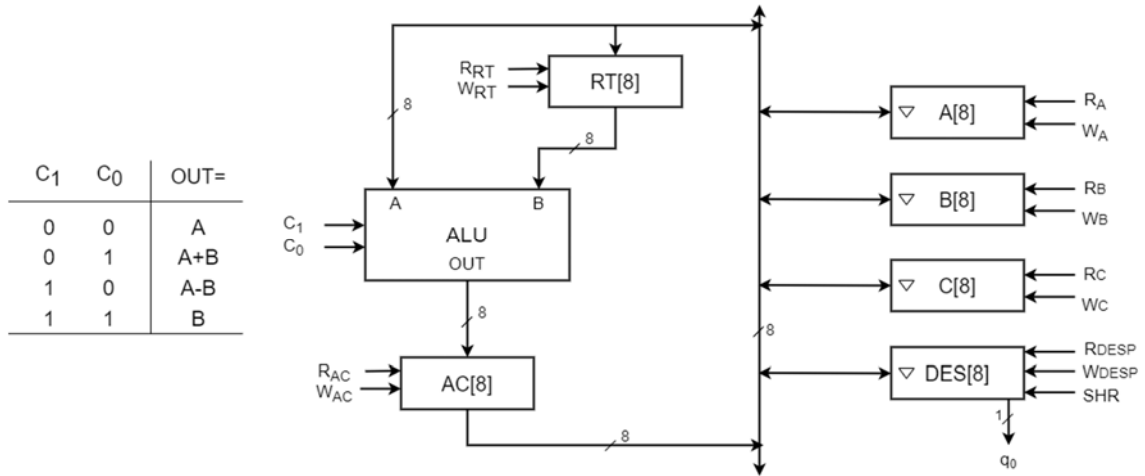 C1 C0 OUT=
0 0 A
0 1 A+B
1 0 A-B
1 1 B
RRT
WRT
RT[8]
8
8
A B
C1
C0
ALU
OUT
8
RAC
WAC
AC[8]
8
8
A[8]
RA
WA
B[8]
RB
WB
C[8]
RC
WC
DES[8]
RDESP
WDESP
SHR
1
q0